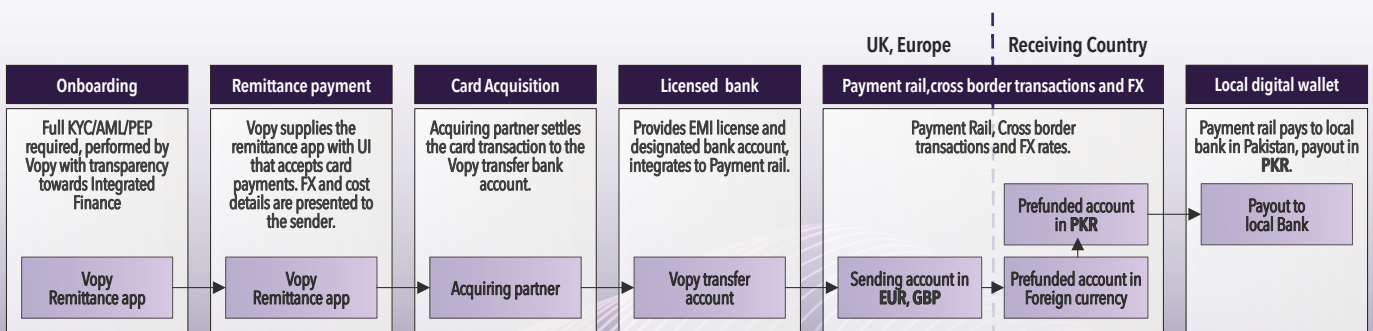 UK, Europe
Receiving Country
Onboarding
Full KYC/AML/PEP
required, performed by
Vopy with transparency
towards Integrated
Finance
Vopy
Remittance app
Remittance payment
Vopy supplies the
remittance app with UI
that accepts card
payments. FX and cost
details are presented to
the sender.
Vopy
Remittance app
Card Acquisition
Acquiring partner settles
the card transaction to the
Vopy transfer bank
account.
Acquiring partner
Licensed bank
Provides EMI license and
designated bank account,
integrates to Payment rail.
Vopy transfer
account
Payment rail,cross border transactions and FX
Payment Rail, Cross border
transactions and FX rates.
Sending account in
EUR, GBP
Prefunded account in
Foreign currency
Prefunded account
in PKR
Local digital wallet
Payment rail pays to local
bank in Pakistan, payout in
PKR.
Payout to
local Bank